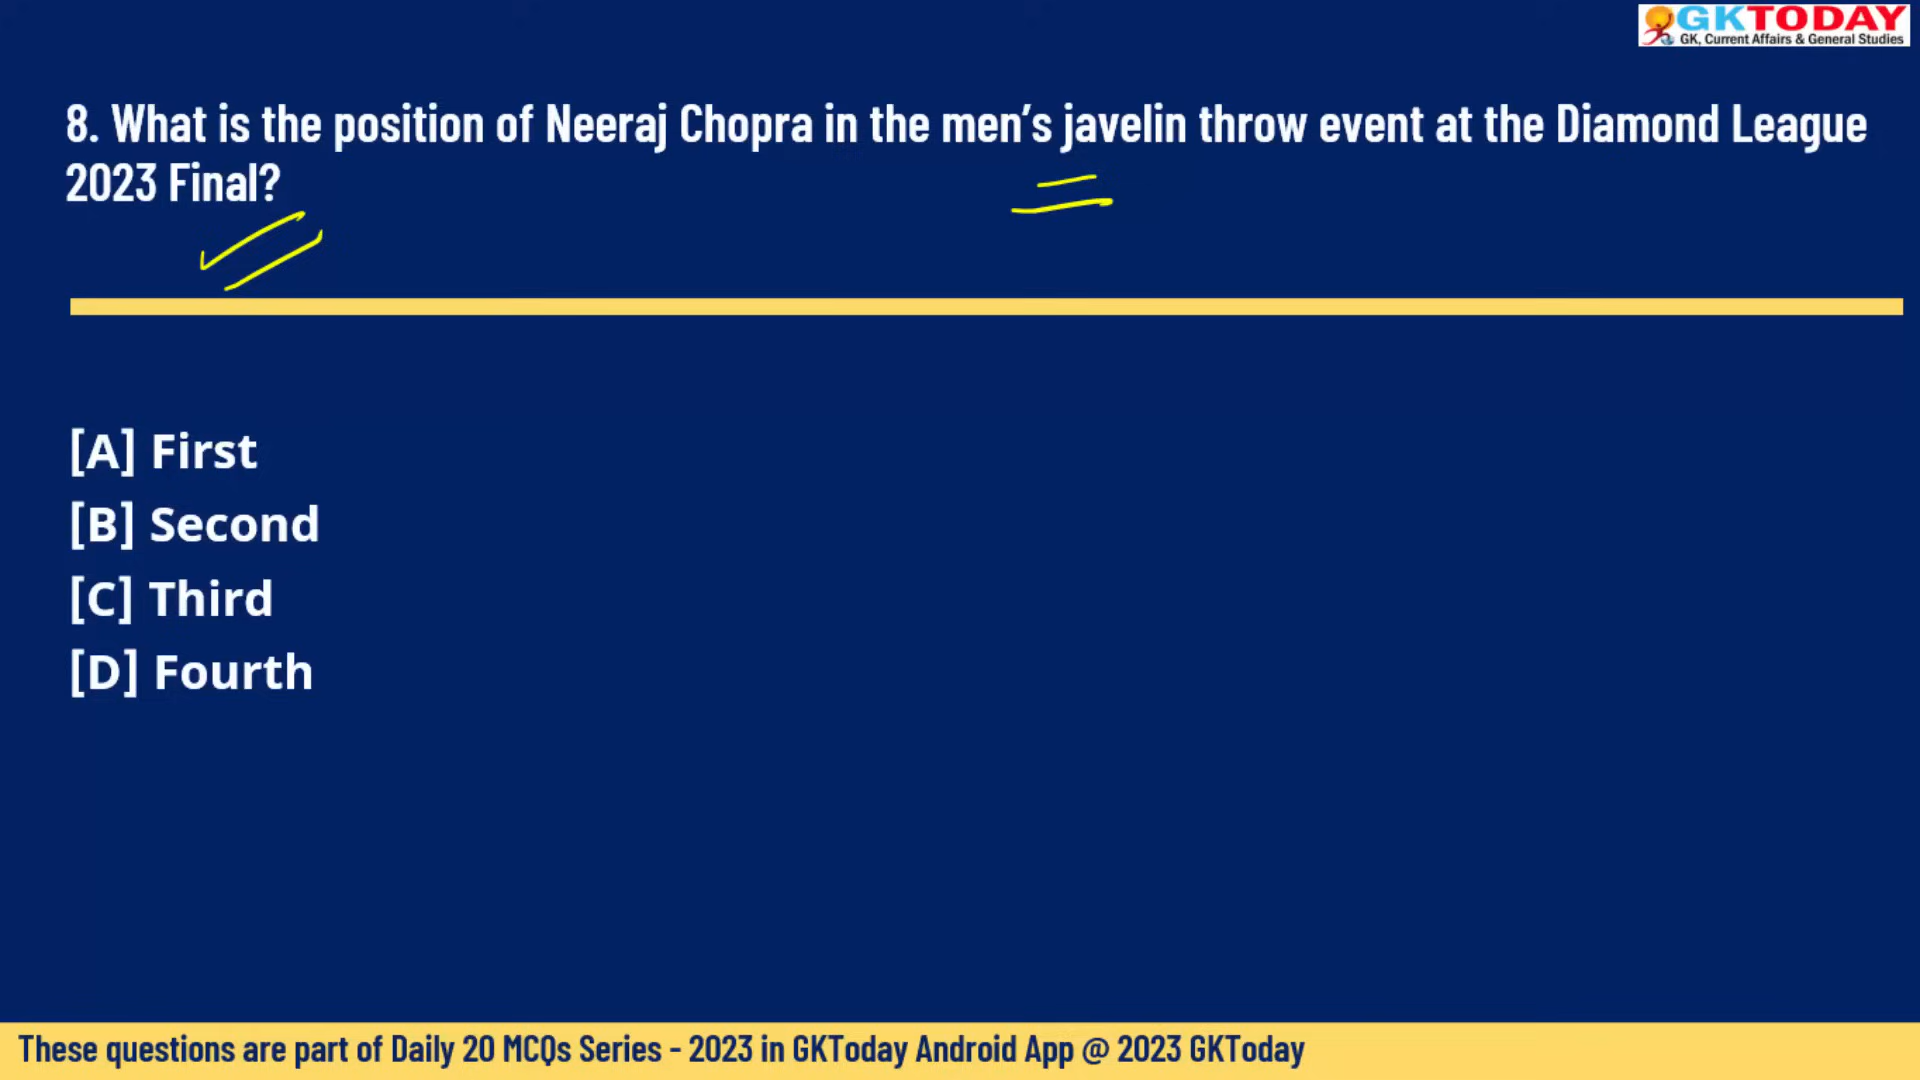 GKTODAY
GK, Current Affairs & General Studies
8. What is the position of Neeraj Chopra in the men’s javelin throw event at the Diamond League
2023 Final?
[A] First
[B] Second
[C] Third
[D] Fourth
These questions are part of Daily 20 MCQs Series - 2023 in GKToday Android App @ 2023 GKToday